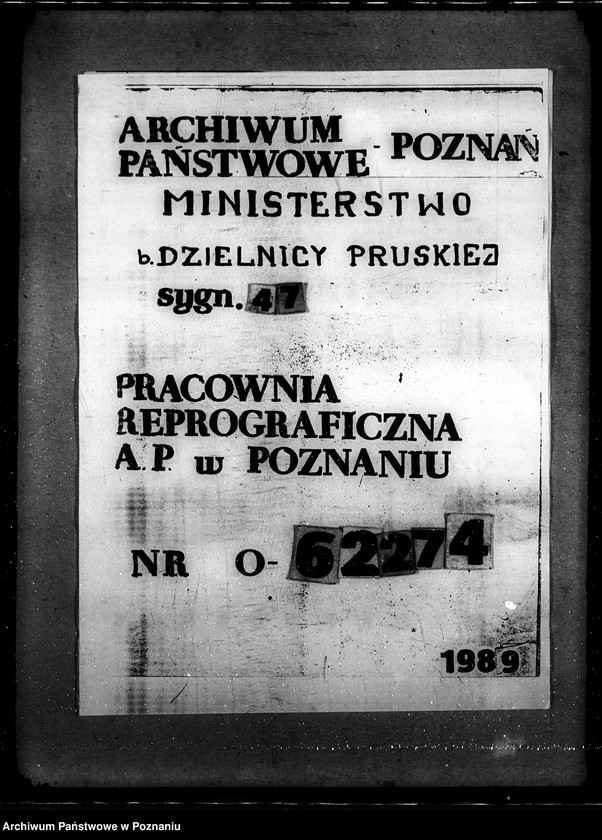 ARCHIWUM
PAŃSTWOWE - POZNAŃ
MINISTERSTWO
b. DZIELNICY PRUSKIEJ
sygn. 47
PRACOWNIA
REPROGRAFICZNA
A.P. w POZNANIU
NR O-62274
1989
Archiwum Państwowe w Poznaniu